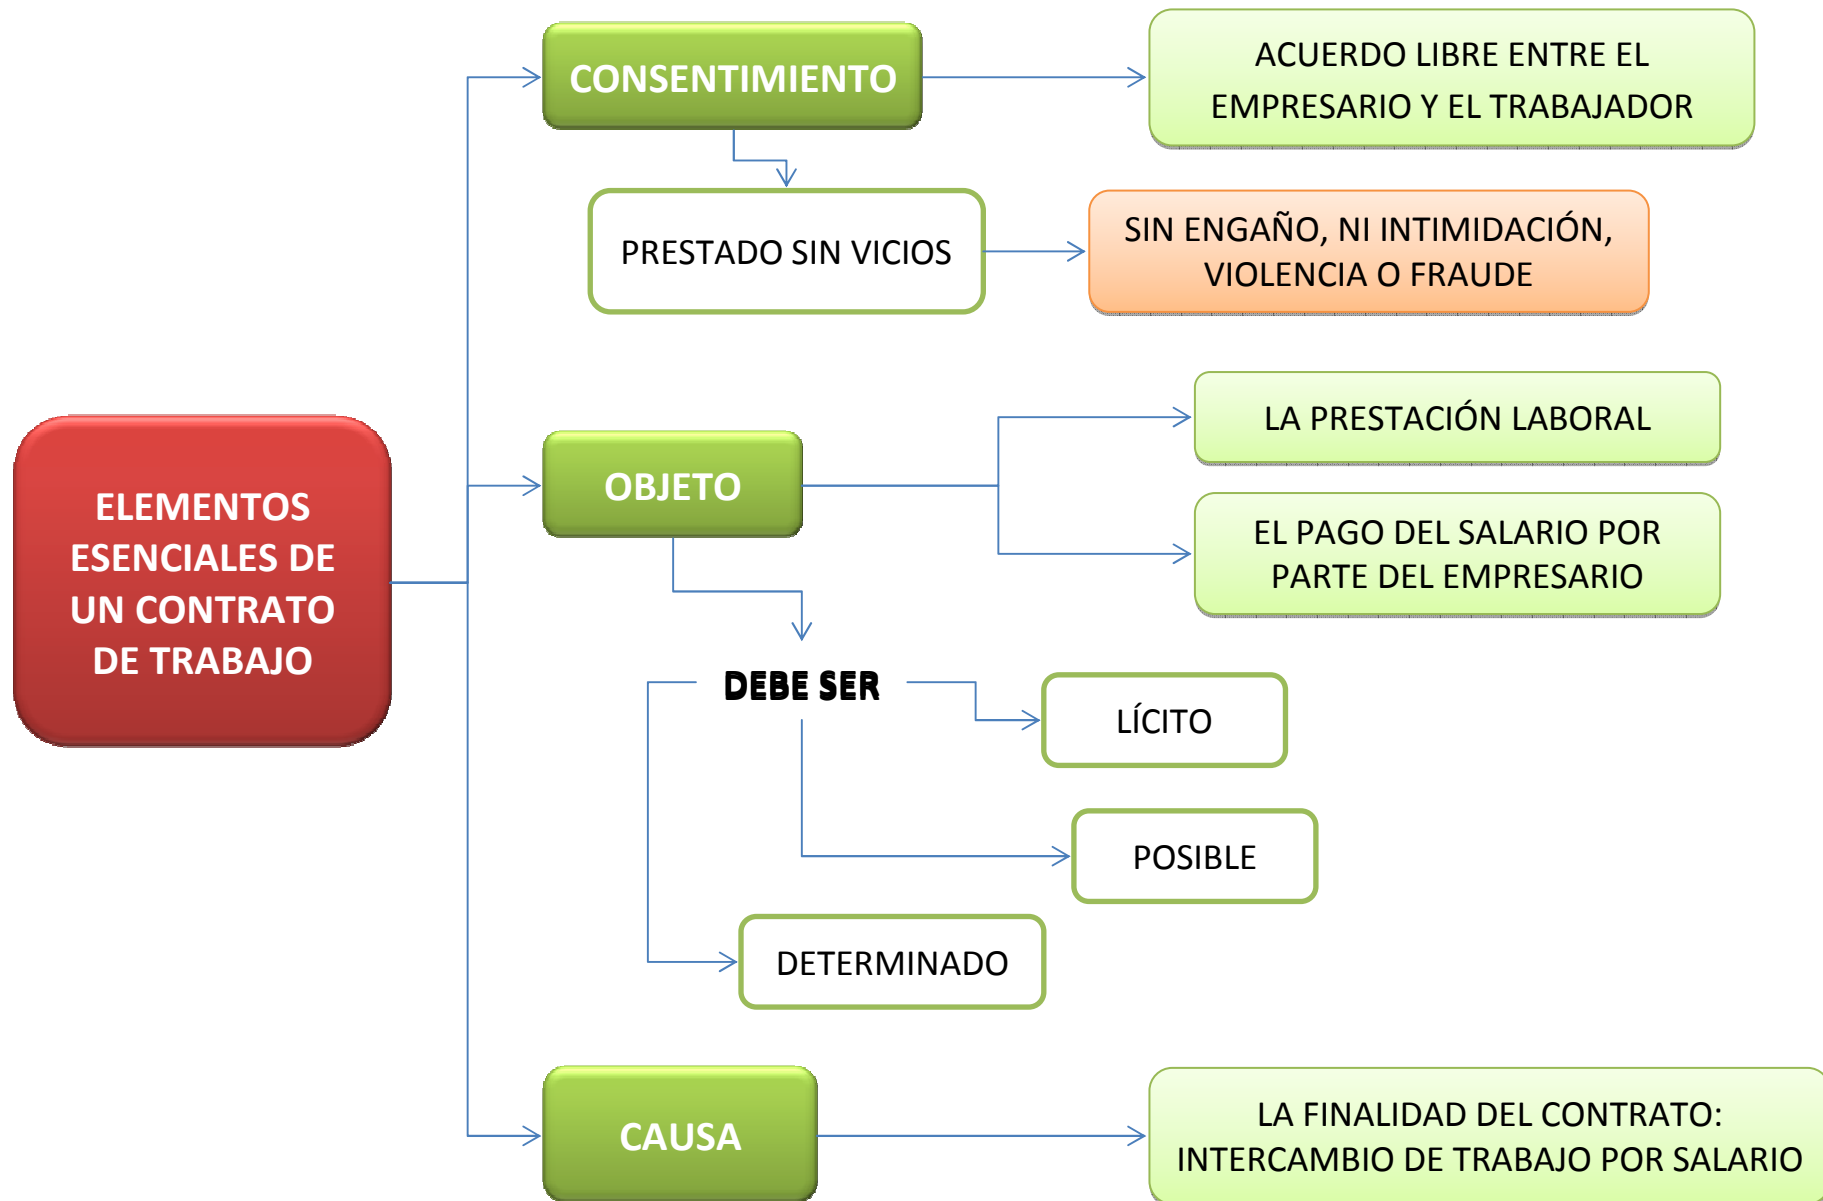 ELEMENTOS
ESENCIALES DE
UN CONTRATO
DE TRABAJO
CONSENTIMIENTO
ACUERDO LIBRE ENTRE EL
EMPRESARIO Y EL TRABAJADOR
PRESTADO SIN VICIOS
SIN ENGAÑO, NI INTIMIDACIÓN,
VIOLENCIA O FRAUDE
OBJETO
LA PRESTACIÓN LABORAL
EL PAGO DEL SALARIO POR
PARTE DEL EMPRESARIO
DEBE SER
LÍCITO
POSIBLE
DETERMINADO
CAUSA
LA FINALIDAD DEL CONTRATO:
INTERCAMBIO DE TRABAJO POR SALARIO